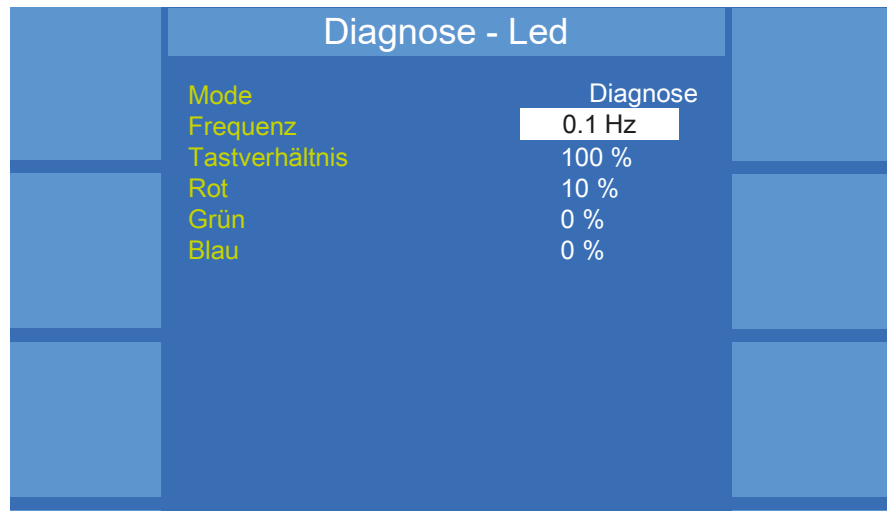 Diagnose - Led
Mode Diagnose
Frequenz 0.1 Hz
Tastverhältnis 100 %
Rot 10 %
Grün 0 %
Blau 0 %